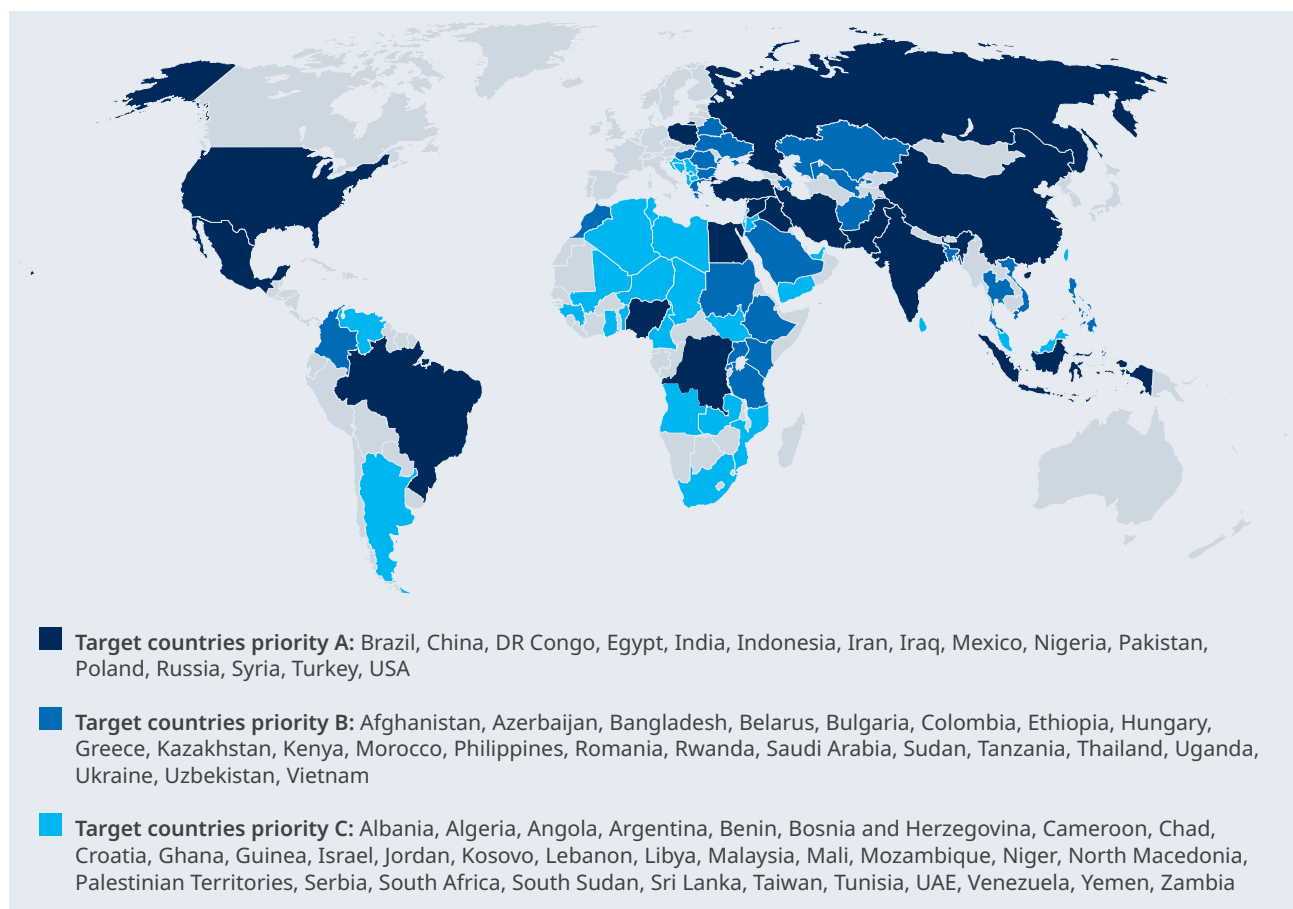 Target countries priority A: Brazil, China, DR Congo, Egypt, India, Indonesia, Iran, Iraq, Mexico, Nigeria, Pakistan,
Poland, Russia, Syria, Turkey, USA
Target countries priority B: Afghanistan, Azerbaijan, Bangladesh, Belarus, Bulgaria, Colombia, Ethiopia, Hungary,
Greece, Kazakhstan, Kenya, Morocco, Philippines, Romania, Rwanda, Saudi Arabia, Sudan, Tanzania, Thailand, Uganda,
Ukraine, Uzbekistan, Vietnam
Target countries priority C: Albania, Algeria, Angola, Argentina, Benin, Bosnia and Herzegovina, Cameroon, Chad,
Croatia, Ghana, Guinea, Israel, Jordan, Kosovo, Lebanon, Libya, Malaysia, Mali, Mozambique, Niger, North Macedonia,
Palestinian Territories, Serbia, South Africa, South Sudan, Sri Lanka, Taiwan, Tunisia, UAE, Venezuela, Yemen, Zambia